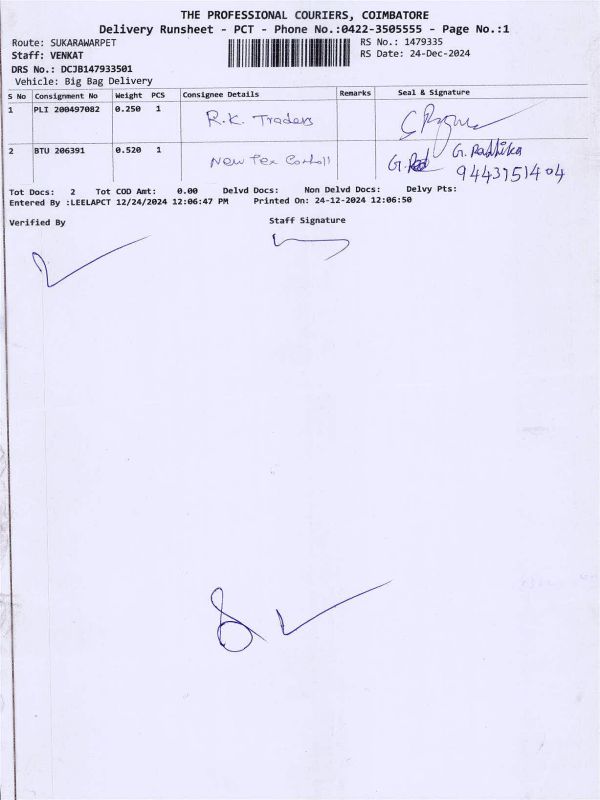 THE PROFESSIONAL COURIERS, COIMBATORE
Delivery Runsheet - PCT - Phone No.:0422-3505555 - Page No.:1
Route: SUKARAWARPET RS No.: 1479335
Staff: VENKAT RS Date: 24-Dec-2024
DRS No.: DCJB147933501
Vehicle: Big Bag Delivery
S No Consignment No Weight PCS Consignee Details Remarks Seal & Signature
1 PLI 200497082 0.250 1 R.K. Traders
2 BTU 206391 0.520 1 New Tex G. Radhika
9443751404
Tot Docs: 2 Tot COD Amt: 0.00 Delvd Docs: Non Delvd Docs: Delvy Pts:
Entered By :LEELAPCT 12/24/2024 12:06:47 PM Printed On: 24-12-2024 12:06:50
Verified By Staff Signature